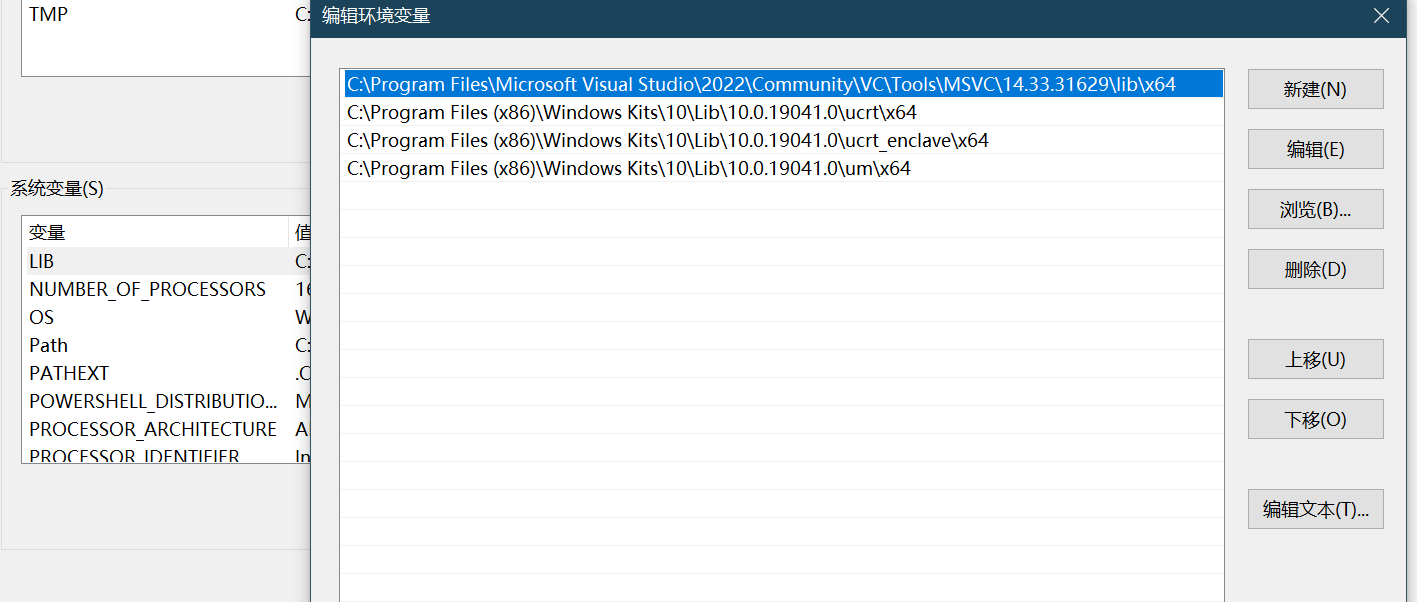 TMP
C:
编辑环境变量
C:\Program Files\Microsoft Visual Studio\2022\Community\VC\Tools\MSVC\14.33.31629\lib\x64
C:\Program Files (x86)\Windows Kits\10\Lib\10.0.19041.0\ucrt\x64
C:\Program Files (x86)\Windows Kits\10\Lib\10.0.19041.0\ucrt_enclave\x64
C:\Program Files (x86)\Windows Kits\10\Lib\10.0.19041.0\um\x64
新建(N)
编辑(E)
浏览(B)...
删除(D)
上移(U)
下移(O)
编辑文本(T)...
系统变量(S)
变量 值
LIB C:
NUMBER_OF_PROCESSORS 16
OS W
Path C:
PATHEXT .C
POWERSHELL_DISTRIBUTIO... M
PROCESSOR_ARCHITECTURE A
PROCESSOR_IDENTIFIER In